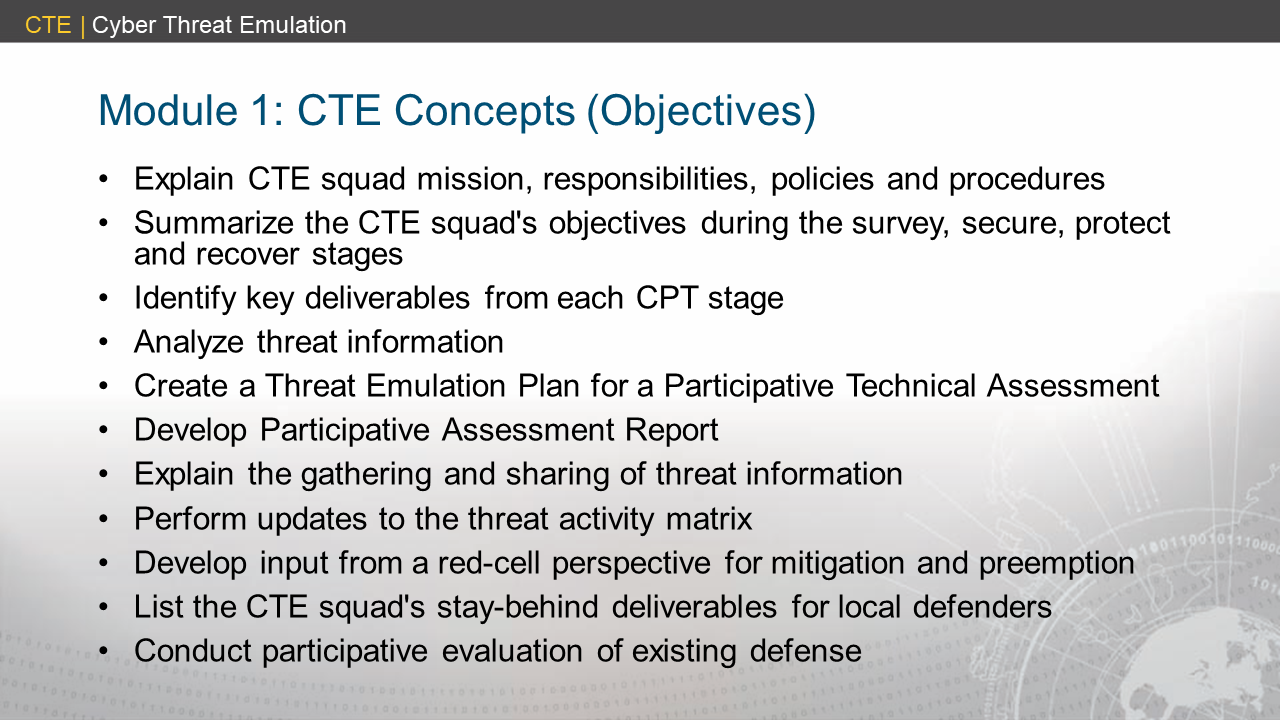 CTE | Cyber Threat Emulation
Module 1: CTE Concepts (Objectives)
• Explain CTE squad mission, responsibilities, policies and procedures
• Summarize the CTE squad's objectives during the survey, secure, protect
and recover stages
• Identify key deliverables from each CPT stage
• Analyze threat information
• Create a Threat Emulation Plan for a Participative Technical Assessment
• Develop Participative Assessment Report
• Explain the gathering and sharing of threat information
• Perform updates to the threat activity matrix
• Develop input from a red-cell perspective for mitigation and preemption
• List the CTE squad's stay-behind deliverables for local defenders
• Conduct participative evaluation of existing defense